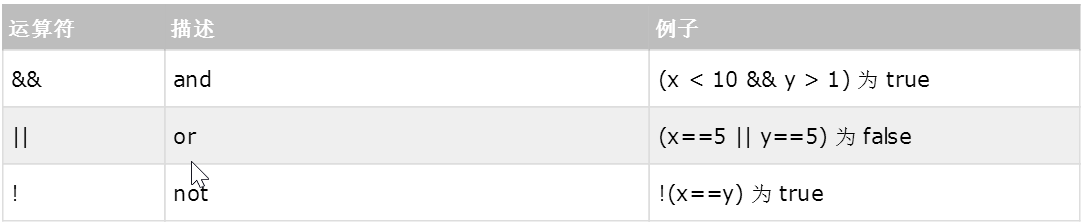 运算符 描述 例子
&& and (x < 10 && y > 1) 为 true
|| or (x==5 || y==5) 为 false
! not !(x==y) 为 true